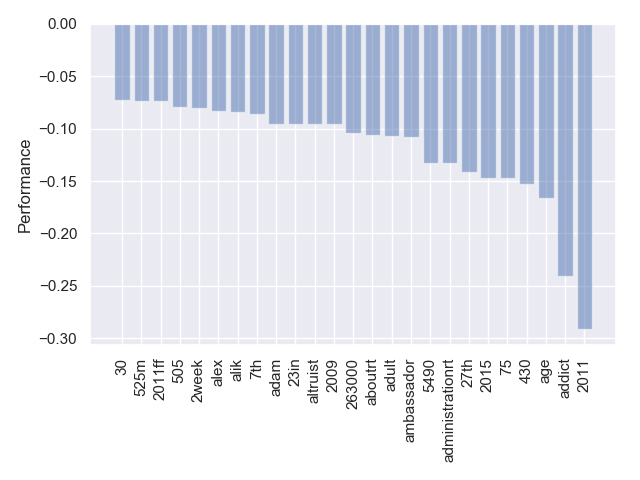 0.00
−0.05
−0.10
−0.15
−0.20
−0.25
−0.30
Performance
30
525m
2011ff
505
2week
alex
alik
7th
adam
23in
altruist
2009
263000
aboutrt
adult
ambassador
5490
administrationrt
27th
2015
75
430
age
addict
2011